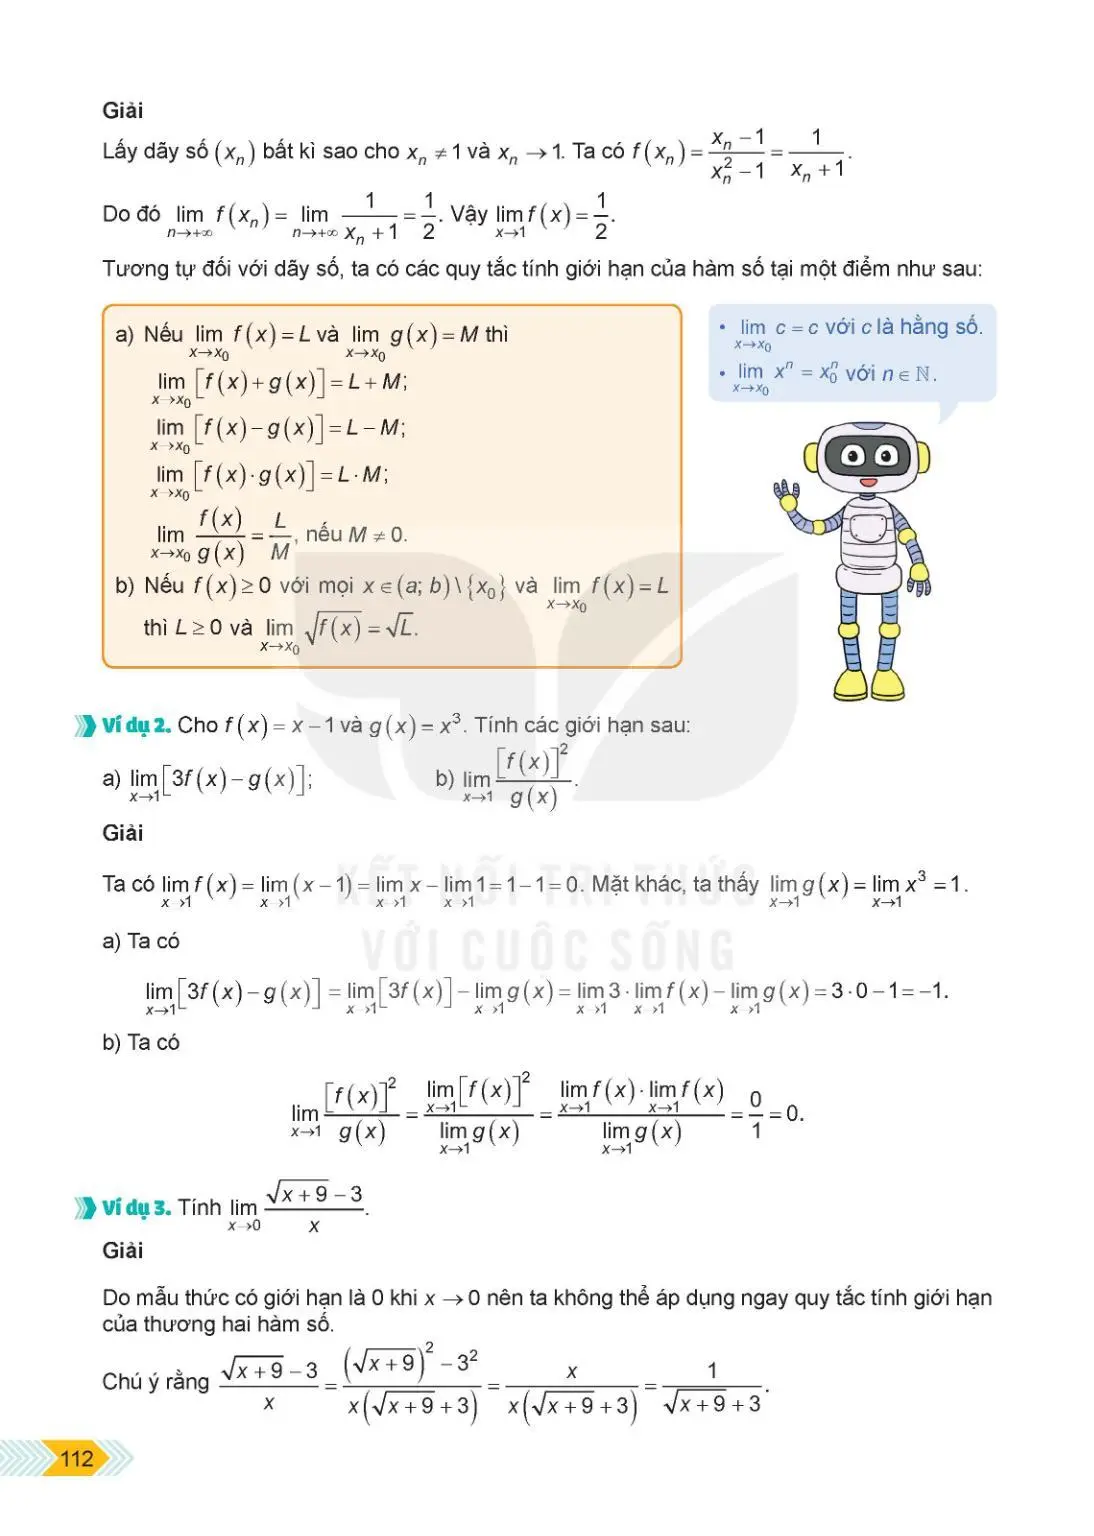 Giải
Lấy dãy số (xₙ) bất kì sao cho xₙ ≠ 1 và xₙ → 1. Ta có f(xₙ) = (xₙ − 1)/(xₙ² − 1) = 1/(xₙ + 1).
Do đó lim_{n→+∞} f(xₙ) = lim_{n→+∞} 1/(xₙ + 1) = 1/2. Vậy lim_{x→1} f(x) = 1/2.
Tương tự đối với dãy số, ta có các quy tắc tính giới hạn của hàm số tại một điểm như sau:
a) Nếu lim_{x→x₀} f(x) = L và lim_{x→x₀} g(x) = M thì
lim_{x→x₀} [f(x) + g(x)] = L + M;
lim_{x→x₀} [f(x) − g(x)] = L − M;
lim_{x→x₀} [f(x) · g(x)] = L · M;
lim_{x→x₀} f(x)/g(x) = L/M, nếu M ≠ 0.
b) Nếu f(x) ≥ 0 với mọi x ∈ (a; b) \ {x₀} và lim_{x→x₀} f(x) = L
thì L ≥ 0 và lim_{x→x₀} √f(x) = √L.
• lim_{x→x₀} c = c với c là hằng số.
• lim_{x→x₀} xⁿ = x₀ⁿ với n ∈ ℕ.
Ví dụ 2. Cho f(x) = x − 1 và g(x) = x³. Tính các giới hạn sau:
a) lim_{x→1} [3f(x) − g(x)]; b) lim_{x→1} [f(x)]²/g(x).
Giải
Ta có lim_{x→1} f(x) = lim_{x→1} (x − 1) = lim_{x→1} x − lim_{x→1} 1 = 1 − 1 = 0. Mặt khác, ta thấy lim_{x→1} g(x) = lim_{x→1} x³ = 1.
KẾT NỐI TRI THỨC
VỚI CUỘC SỐNG
a) Ta có
lim_{x→1} [3f(x) − g(x)] = lim_{x→1} [3f(x)] − lim_{x→1} g(x) = lim_{x→1} 3 · lim_{x→1} f(x) − lim_{x→1} g(x) = 3·0 − 1 = −1.
b) Ta có
lim_{x→1} [f(x)]²/g(x) = lim_{x→1} [f(x)]² / lim_{x→1} g(x) = (lim_{x→1} f(x) · lim_{x→1} f(x)) / lim_{x→1} g(x) = 0/1 = 0.
Ví dụ 3. Tính lim_{x→0} (√(x + 9) − 3)/x.
Giải
Do mẫu thức có giới hạn là 0 khi x → 0 nên ta không thể áp dụng ngay quy tắc tính giới hạn
của thương hai hàm số.
Chú ý rằng (√(x + 9) − 3)/x = ((√(x + 9))² − 3²)/(x(√(x + 9) + 3)) = x/(x(√(x + 9) + 3)) = 1/(√(x + 9) + 3).
112